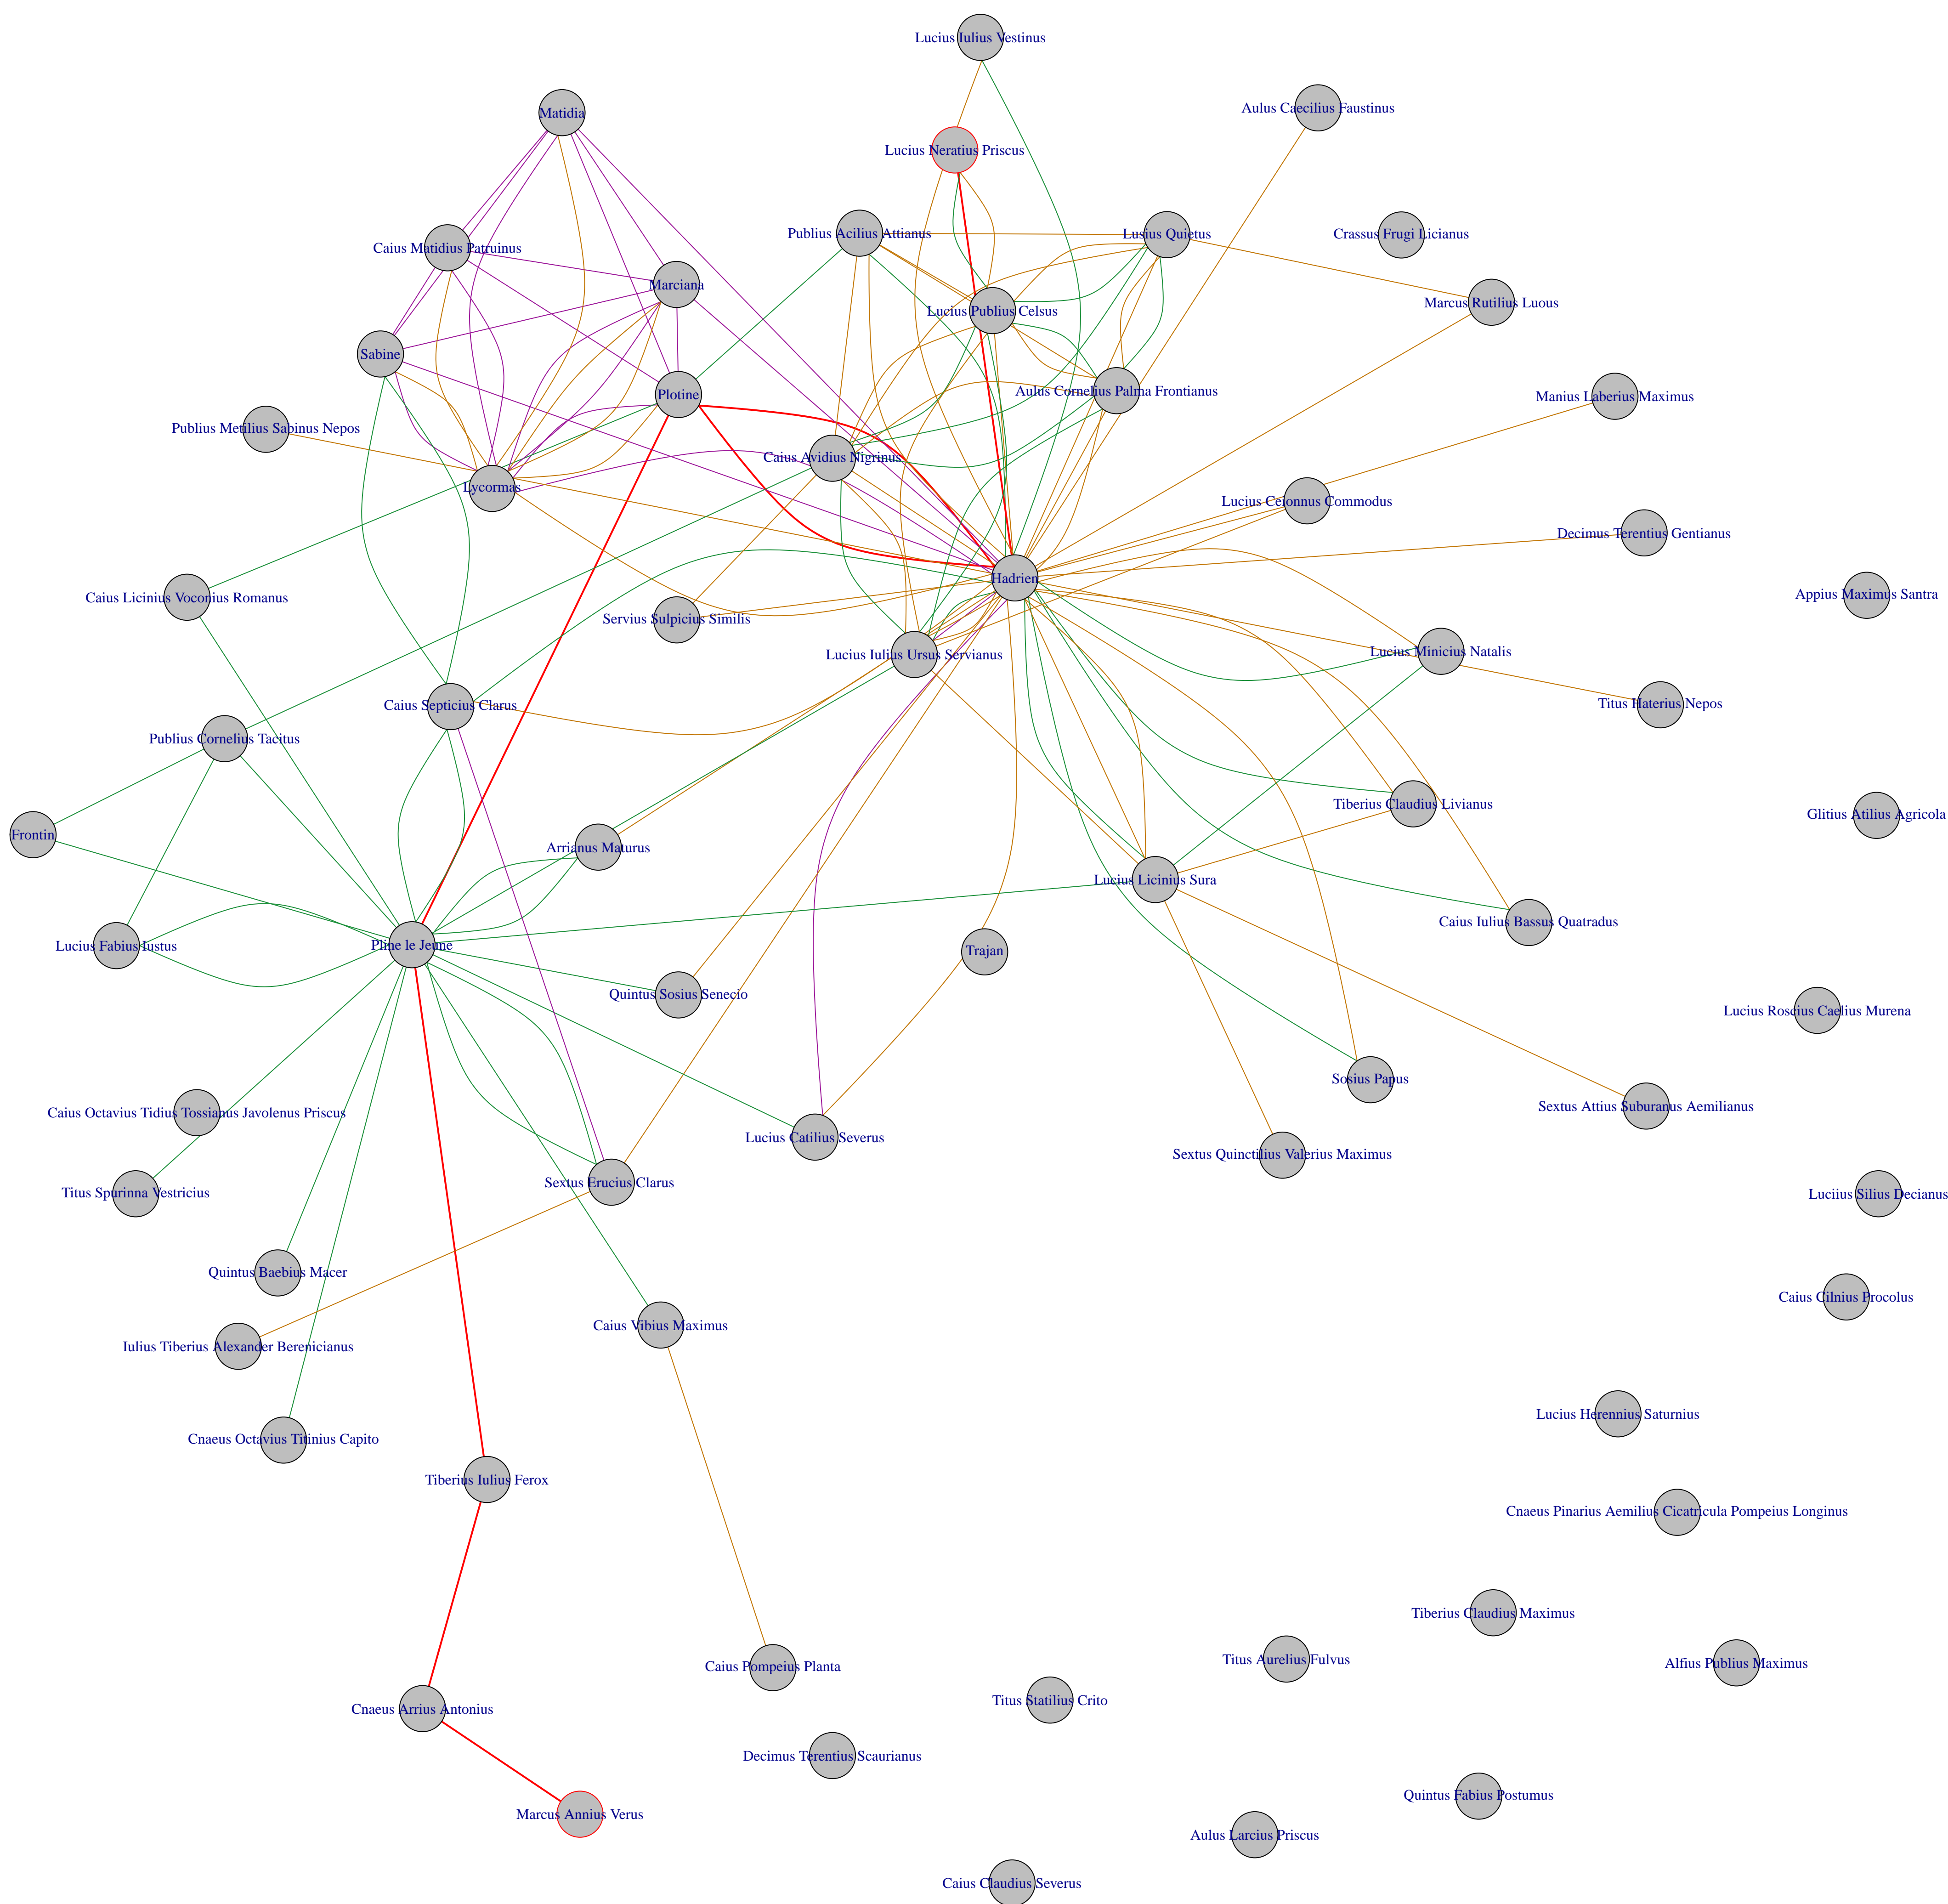 Lucius Iulius Vestinus
Aulus Caecilius Faustinus
Matidia
Lucius Neratius Priscus
Publius Acilius Attianus
Lusius Quietus
Crassus Frugi Licianus
Caius Matidius Patruinus
Marciana
Marcus Rutilius Luous
Lucius Publius Celsus
Sabine
Plotine
Aulus Cornelius Palma Frontianus
Manius Laberius Maximus
Publius Metilius Sabinus Nepos
Caius Avidius Nigrinus
Lycormas
Lucius Ceionnus Commodus
Decimus Terentius Gentianus
Hadrien
Caius Licinius Voconius Romanus
Appius Maximus Santra
Servius Sulpicius Similis
Lucius Iulius Ursus Servianus
Lucius Minicius Natalis
Caius Septicius Clarus
Titus Haterius Nepos
Publius Cornelius Tacitus
Tiberius Claudius Livianus
Glitius Atilius Agricola
Frontin
Arrianus Maturus
Lucius Licinius Sura
Caius Iulius Bassus Quatradus
Lucius Fabius Iustus
Pline le Jeune
Trajan
Quintus Sosius Senecio
Lucius Roscius Caelius Murena
Sosius Papus
Sextus Attius Suburanus Aemilianus
Caius Octavius Tidius Tossianus Javolenus Priscus
Lucius Catilius Severus
Sextus Quinctilius Valerius Maximus
Sextus Erucius Clarus
Titus Spurinna Vestricius
Luciius Silius Decianus
Quintus Baebius Macer
Caius Cilnius Procolus
Caius Vibius Maximus
Iulius Tiberius Alexander Berenicianus
Lucius Herennius Saturnius
Cnaeus Octavius Titinius Capito
Tiberius Iulius Ferox
Cnaeus Pinarius Aemilius Cicatricula Pompeius Longinus
Tiberius Claudius Maximus
Titus Aurelius Fulvus
Alfius Publius Maximus
Caius Pompeius Planta
Titus Statilius Crito
Cnaeus Arrius Antonius
Decimus Terentius Scaurianus
Quintus Fabius Postumus
Marcus Annius Verus
Aulus Larcius Priscus
Caius Claudius Severus